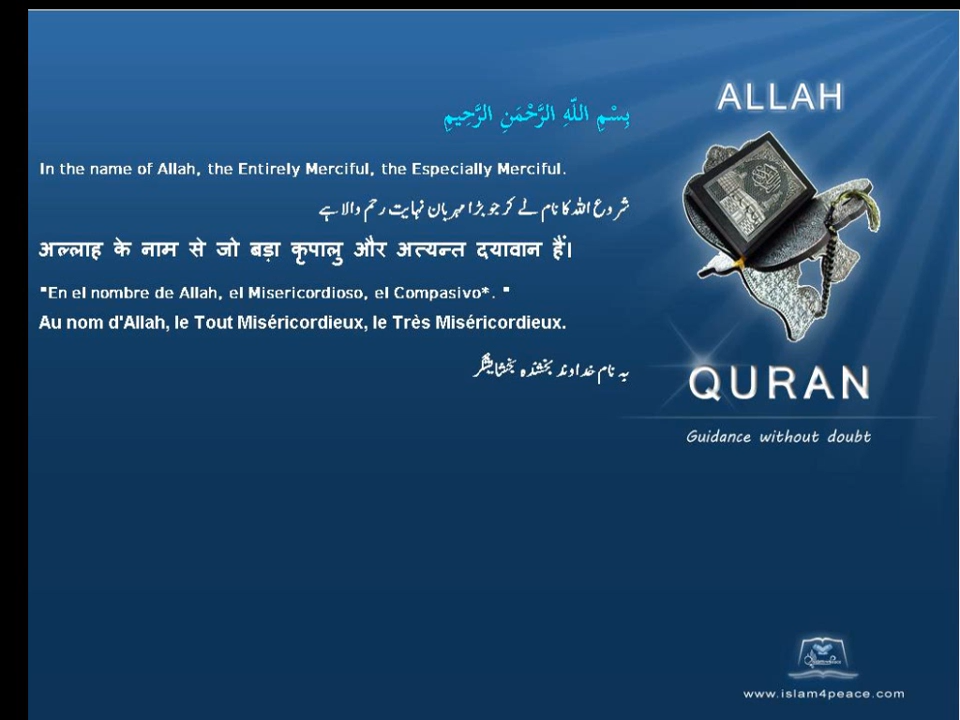 بِسْمِ اللّهِ الرَّحْمَنِ الرَّحِيمِ
In the name of Allah, the Entirely Merciful, the Especially Merciful.
شروع اللہ کا نام لے کر جو بڑا مہربان نہایت رحم والا ہے
अल्लाह के नाम से जो बड़ा कृपालु और अत्यन्त दयावान हैं।
"En el nombre de Allah, el Misericordioso, el Compasivo*. "
Au nom d'Allah, le Tout Miséricordieux, le Très Miséricordieux.
به نام خداوند بخشنده بخشایشگر
ALLAH
QURAN
Guidance without doubt
www.islam4peace.com